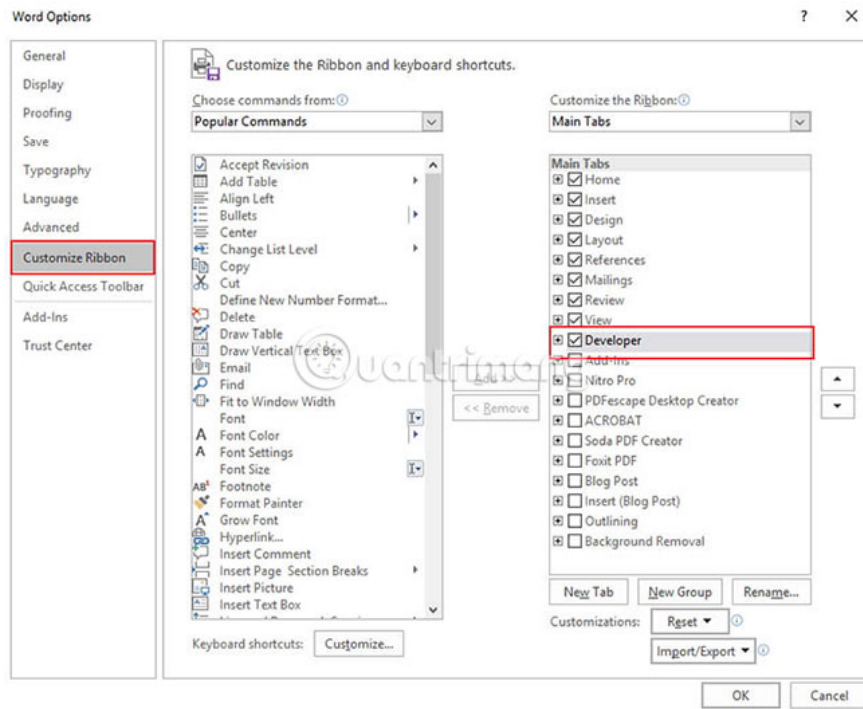 Word Options
?
General
Display
Proofing
Save
Typography
Language
Advanced
Customize Ribbon
Quick Access Toolbar
Add-Ins
Trust Center
Customize the Ribbon and keyboard shortcuts.
Choose commands from:
Popular Commands
Accept Revision
Add Table
Align Left
Bullets
Center
Change List Level
Copy
Cut
Define New Number Format...
Delete
Draw Table
Draw Vertical Text Box
Email
Find
Fit to Window Width
Font
Font Color
Font Settings
Font Size
Footnote
Format Painter
Grow Font
Hyperlink...
Insert Comment
Insert Page Section Breaks
Insert Picture
Insert Text Box
Keyboard shortcuts: Customize...
Add >>
<< Remove
Customize the Ribbon:
Main Tabs
Main Tabs
Home
Insert
Design
Layout
References
Mailings
Review
View
Developer
Add-Ins
Nitro Pro
PDFescape Desktop Creator
ACROBAT
Soda PDF Creator
Foxit PDF
Blog Post
Insert (Blog Post)
Outlining
Background Removal
New Tab New Group Rename...
Customizations: Reset
Import/Export
OK Cancel